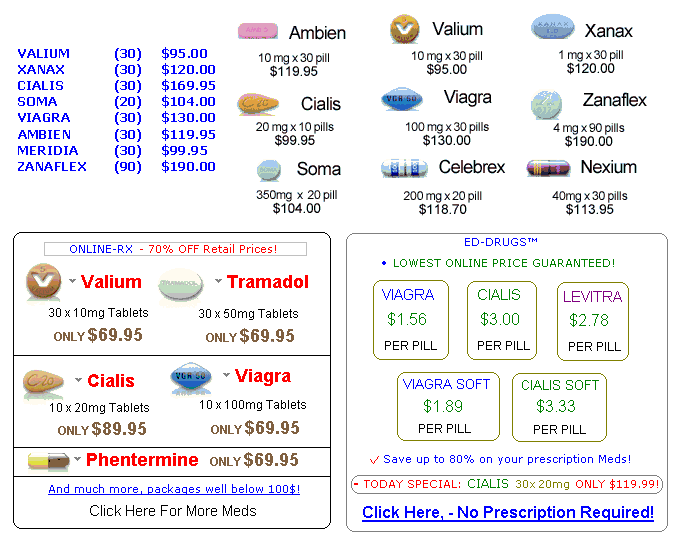 VALIUM (30) $95.00
XANAX (30) $120.00
CIALIS (30) $169.95
SOMA (20) $104.00
VIAGRA (30) $130.00
AMBIEN (30) $119.95
MERIDIA (30) $99.95
ZANAFLEX (90) $190.00
Ambien
10 mg x 30 pill
$119.95
Valium
10 mg x 30 pill
$95.00
Xanax
1 mg x 30 pill
$120.00
Cialis
20 mg x 10 pills
$99.95
VGR 50
Viagra
100 mg x 30 pills
$130.00
Zanaflex
4 mg x 90 pills
$190.00
Soma
350mg x 20 pill
$104.00
Celebrex
200 mg x 20 pill
$118.70
Nexium
40mg x 30 pills
$113.95
ONLINE-RX - 70% OFF Retail Prices!
Valium
30 x 10mg Tablets
ONLY $69.95
Tramadol
30 x 50mg Tablets
ONLY $69.95
C 20
Cialis
10 x 20mg Tablets
ONLY $89.95
VGR 50
Viagra
10 x 100mg Tablets
ONLY $69.95
Phentermine ONLY $69.95
And much more, packages well below 100$!
Click Here For More Meds
ED-DRUGS™
• LOWEST ONLINE PRICE GUARANTEED!
VIAGRA
$1.56
PER PILL
CIALIS
$3.00
PER PILL
LEVITRA
$2.78
PER PILL
VIAGRA SOFT
$1.89
PER PILL
CIALIS SOFT
$3.33
PER PILL
✓ Save up to 80% on your prescription Meds!
- TODAY SPECIAL: CIALIS 30x 20mg ONLY $119.99!
Click Here, - No Prescription Required!